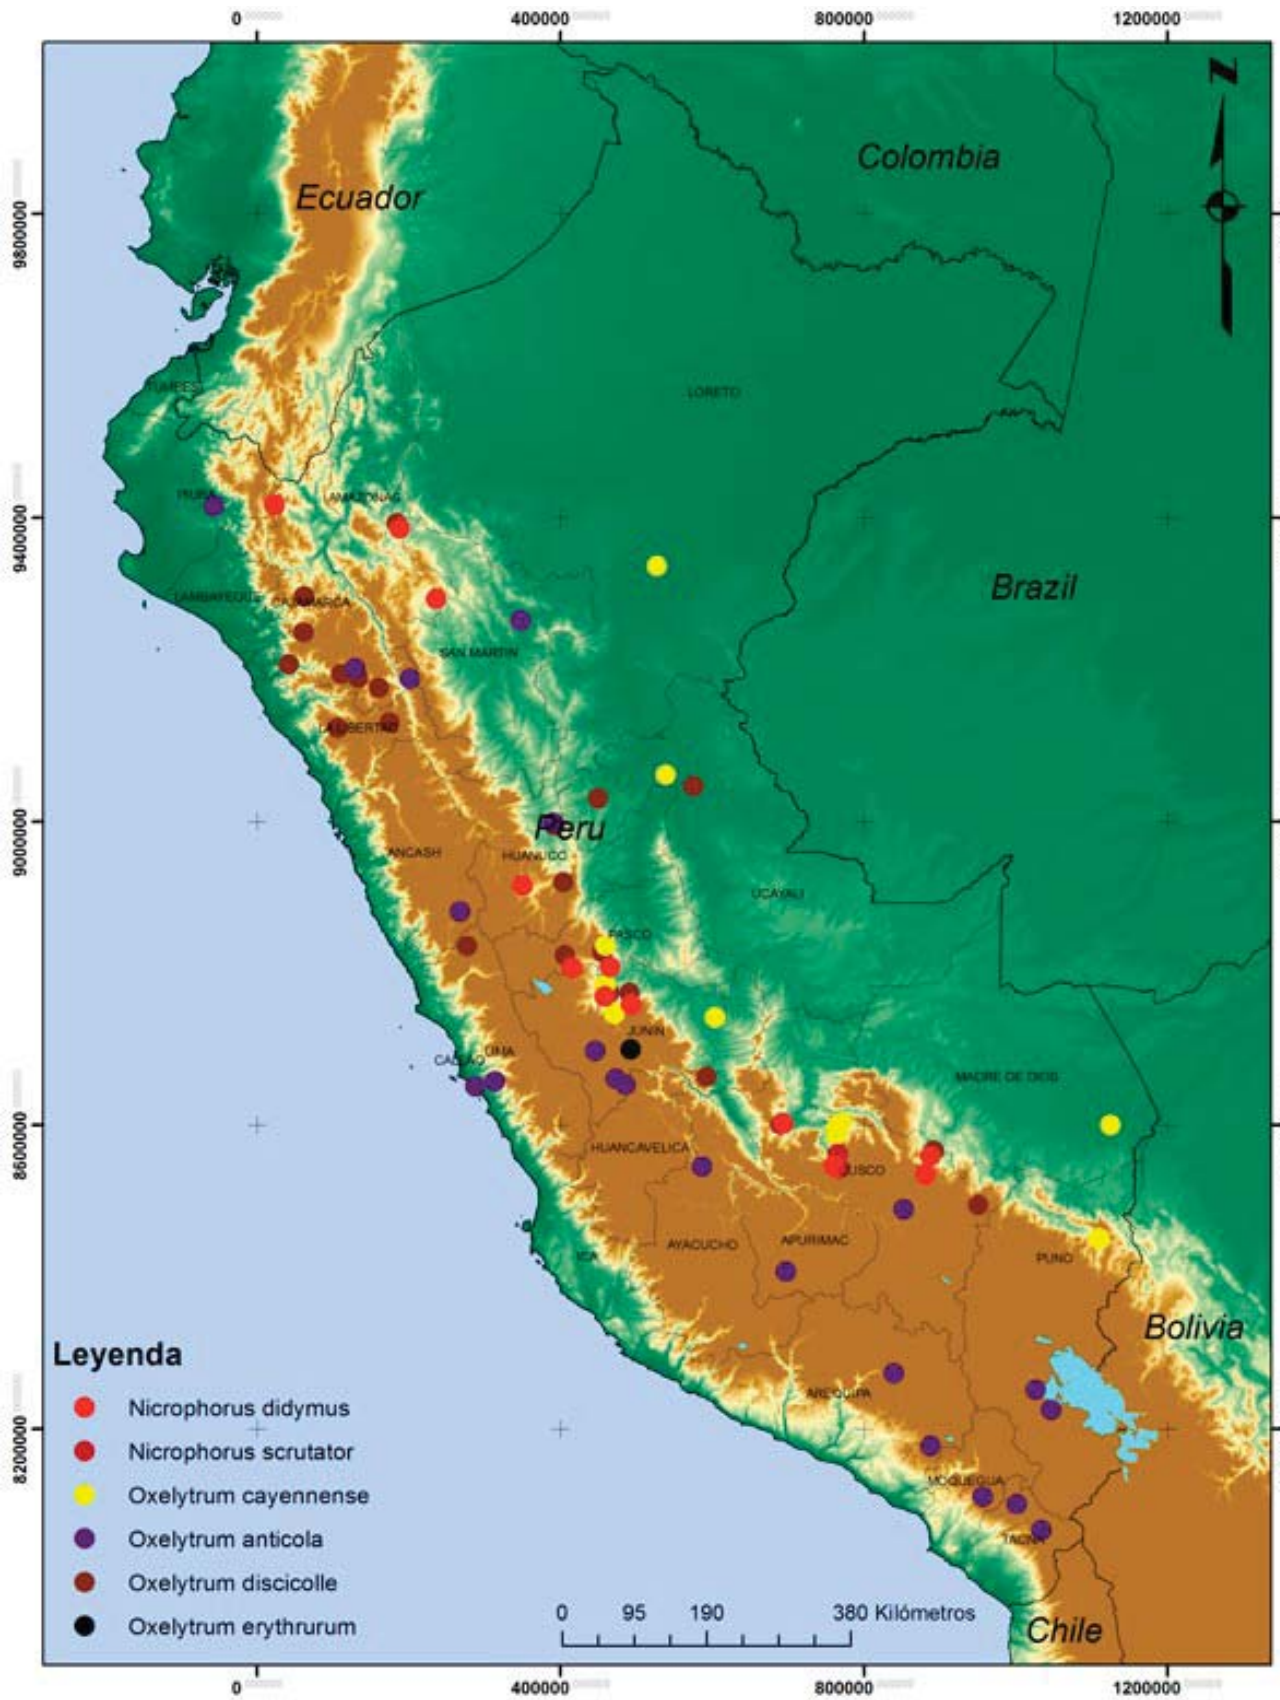 0 400000 800000 1200000
N
Colombia
Ecuador
9800000
TUMBES
LORETO
PIURA
AMAZONAS
9400000
Brazil
LAMBAYEQUE
CAJAMARCA
SAN MARTIN
LA LIBERTAD
Peru
9000000
ANCASH
HUANUCO
UCAYALI
PASCO
JUNIN
LIMA
CALLAO
MADRE DE DIOS
8600000
HUANCAVELICA
CUSCO
AYACUCHO
APURIMAC
ICA
PUNO
Bolivia
Leyenda
AREQUIPA
Nicrophorus didymus
8200000
Nicrophorus scrutator
MOQUEGUA
Oxelytrum cayennense
Oxelytrum anticola
TACNA
Oxelytrum discicolle
Oxelytrum erythrurum
0 95 190 380 Kilómetros
Chile
0 400000 800000 1200000